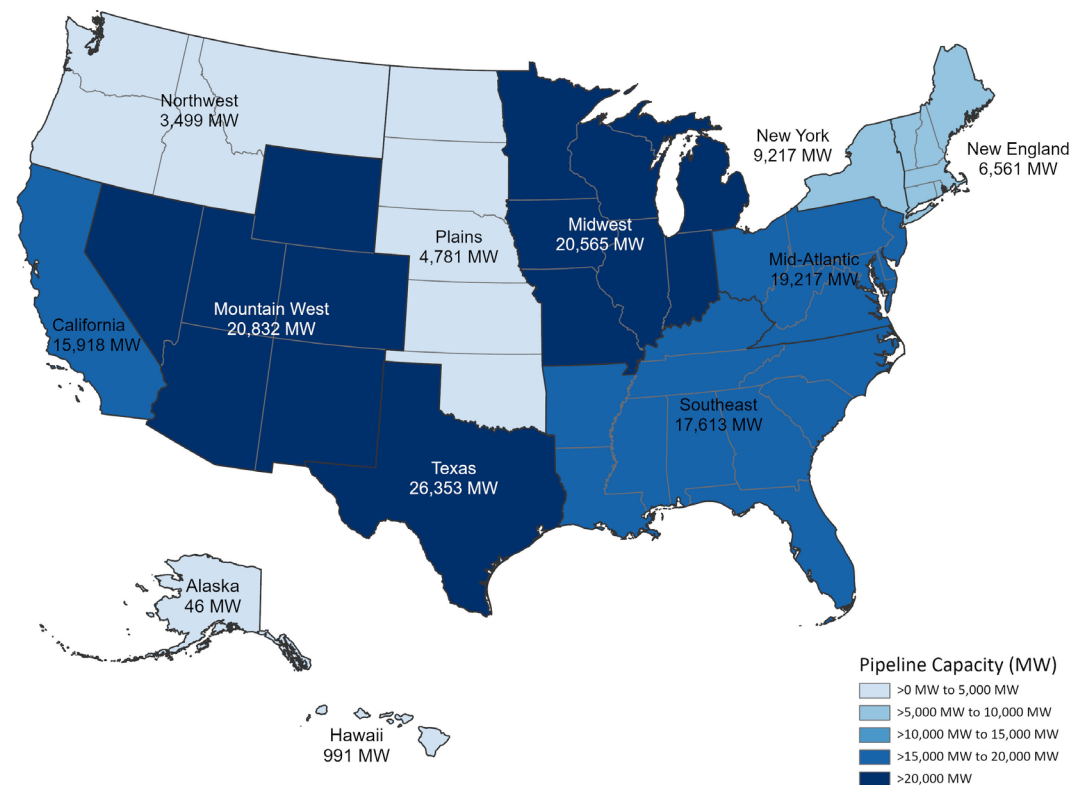 Northwest
3,499 MW
New York
9,217 MW
New England
6,561 MW
Midwest
20,565 MW
Plains
4,781 MW
Mid-Atlantic
19,217 MW
Mountain West
20,832 MW
California
15,918 MW
Southeast
17,613 MW
Texas
26,353 MW
Alaska
46 MW
Hawaii
991 MW
Pipeline Capacity (MW)
>0 MW to 5,000 MW
>5,000 MW to 10,000 MW
>10,000 MW to 15,000 MW
>15,000 MW to 20,000 MW
>20,000 MW